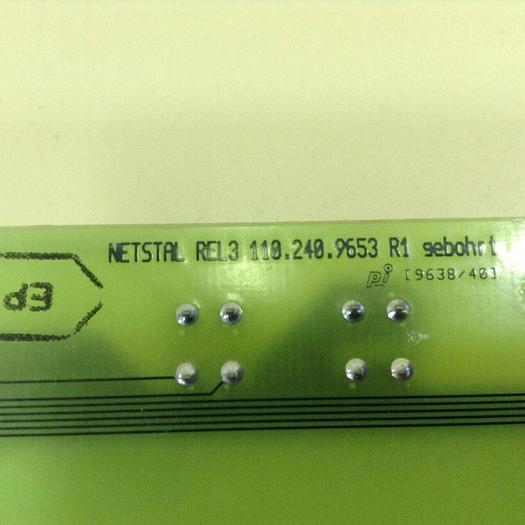 NETSTAL REL3 110.240.9653 R1 gebohrt
pi [9638/40]
d3